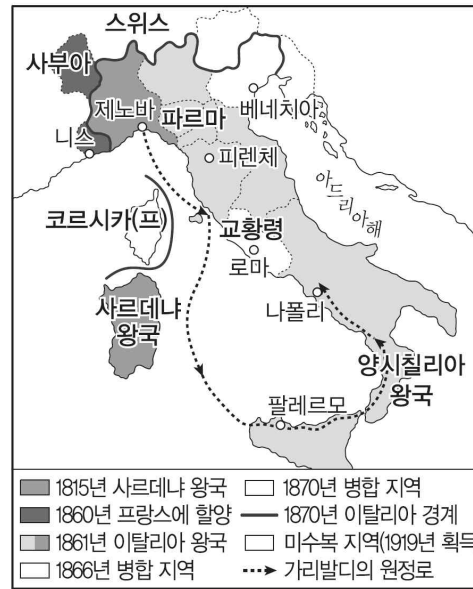 스위스
사부아
제노바
파르마
베네치아
니스
피렌체
아드리아해
코르시카(프)
교황령
로마
사르데냐
왕국
나폴리
양시칠리아
왕국
팔레르모
1815년 사르데냐 왕국
1870년 병합 지역
1860년 프랑스에 할양
1870년 이탈리아 경계
1861년 이탈리아 왕국
미수복 지역(1919년 획득
1866년 병합 지역
가리발디의 원정로